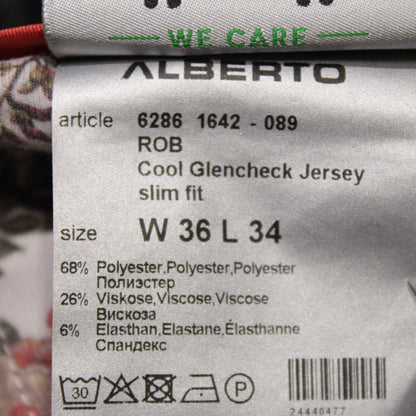 WE CARE
ALBERTO
article 6286 1642 - 089
ROB
Cool Glencheck Jersey
slim fit
size W 36 L 34
68% Polyester,Polyester,Polyester
Полиэстер
26% Viskose,Viscose,Viscose
Вискоза
6% Elasthan,Elastane,Élasthanne
Спандекс
30 P
24440477